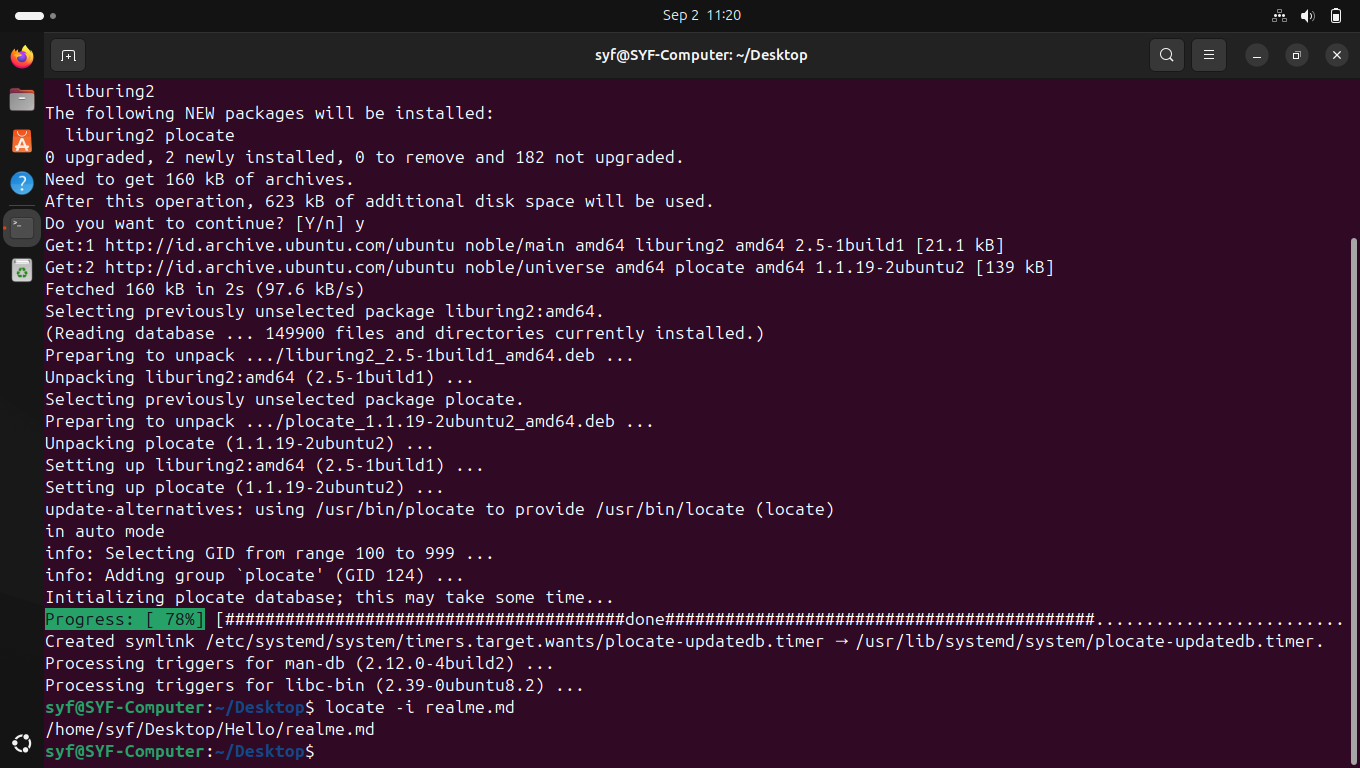 Sep 2 11:20
syf@SYF-Computer: ~/Desktop
liburing2
The following NEW packages will be installed:
liburing2 plocate
0 upgraded, 2 newly installed, 0 to remove and 182 not upgraded.
Need to get 160 kB of archives.
After this operation, 623 kB of additional disk space will be used.
Do you want to continue? [Y/n] y
Get:1 http://id.archive.ubuntu.com/ubuntu noble/main amd64 liburing2 amd64 2.5-1build1 [21.1 kB]
Get:2 http://id.archive.ubuntu.com/ubuntu noble/universe amd64 plocate amd64 1.1.19-2ubuntu2 [139 kB]
Fetched 160 kB in 2s (97.6 kB/s)
Selecting previously unselected package liburing2:amd64.
(Reading database ... 149900 files and directories currently installed.)
Preparing to unpack .../liburing2_2.5-1build1_amd64.deb ...
Unpacking liburing2:amd64 (2.5-1build1) ...
Selecting previously unselected package plocate.
Preparing to unpack .../plocate_1.1.19-2ubuntu2_amd64.deb ...
Unpacking plocate (1.1.19-2ubuntu2) ...
Setting up liburing2:amd64 (2.5-1build1) ...
Setting up plocate (1.1.19-2ubuntu2) ...
update-alternatives: using /usr/bin/plocate to provide /usr/bin/locate (locate)
in auto mode
info: Selecting GID from range 100 to 999 ...
info: Adding group `plocate' (GID 124) ...
Initializing plocate database; this may take some time...
Progress: [ 78%] [########################################done###########################################.........................
Created symlink /etc/systemd/system/timers.target.wants/plocate-updatedb.timer → /usr/lib/systemd/system/plocate-updatedb.timer.
Processing triggers for man-db (2.12.0-4build2) ...
Processing triggers for libc-bin (2.39-0ubuntu8.2) ...
syf@SYF-Computer:~/Desktop$ locate -i realme.md
/home/syf/Desktop/Hello/realme.md
syf@SYF-Computer:~/Desktop$